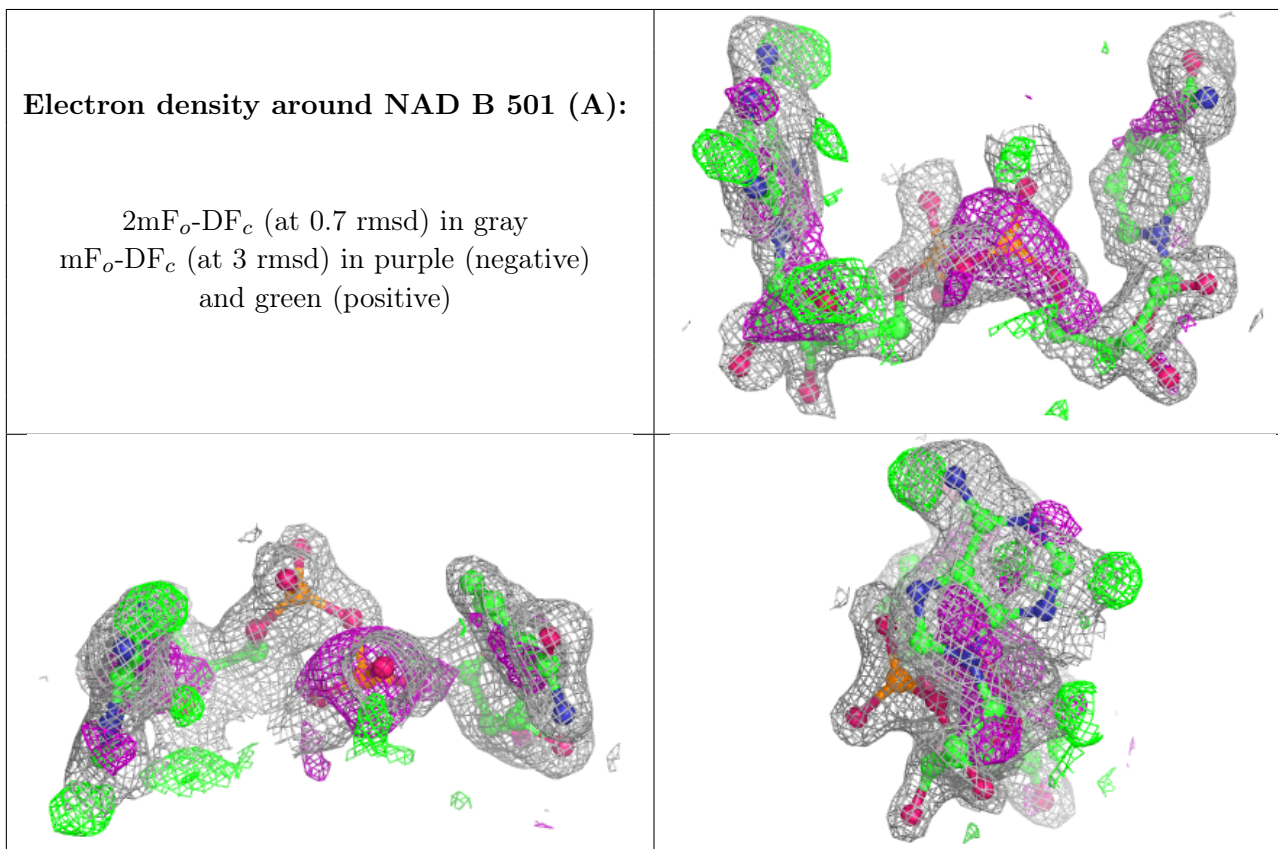 Electron density around NAD B 501 (A):
2mFo-DFc (at 0.7 rmsd) in gray
mFo-DFc (at 3 rmsd) in purple (negative)
and green (positive)